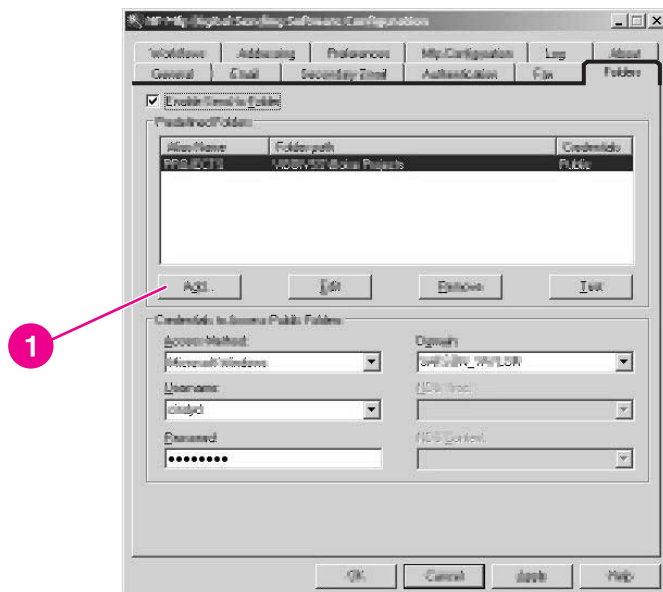 HP Mfp Digital Sending Software Configuration
Workflows Addressing Preferences Mfp Configuration Log About
General Email Secondary Email Authentication Fax Folders
Enable Send to Folder
Predefined Folders
Alias Name Folder path Credentials
PROJECTS Projects Public
Add... Edit Remove Test
1
Credentials to Access Public Folders
Access Method: Domain:
Microsoft Windows
Username: NDS Tree:
cindyd
Password: NDS Context:
••••••••
OK Cancel Apply Help